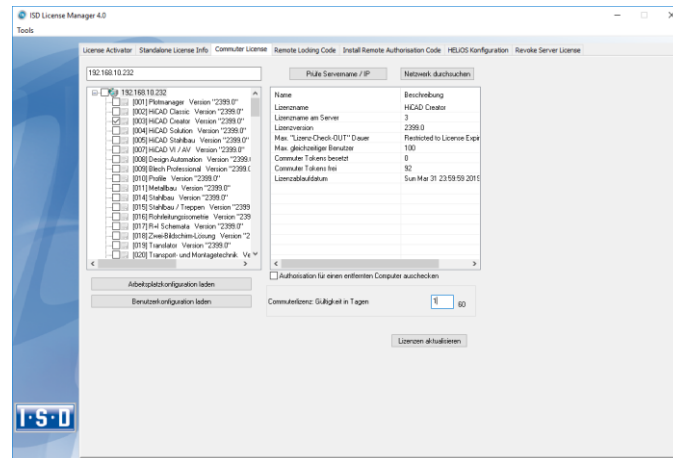 ISD License Manager 4.0
Tools
License Activator Standalone License Info Commuter License Remote Locking Code Install Remote Authorisation Code HELIOS Konfiguration Revoke Server License
192.168.10.232
Prüfe Servername / IP
Netzwerk durchsuchen
192.168.10.232
[001] Plotmanager Version "2399.0"
[002] HiCAD Classic Version "2399.0"
[003] HiCAD Creator Version "2399.0"
[004] HiCAD Solution Version "2399.0"
[005] HiCAD Stahlbau Version "2399.0"
[007] HiCAD VI / AV Version "2399.0"
[008] Design Automation Version "2399.
[009] Blech Professional Version "2399.
[010] Profile Version "2399.0"
[011] Metallbau Version "2399.0"
[014] Stahlbau Version "2399.0"
[015] Stahlbau / Treppen Version "2399
[016] Rohrleitungsisometrie Version "239
[017] R+I Schemata Version "2399.0"
[018] Zwei-Bildschirm-Lösung Version "2
[019] Translator Version "2399.0"
[020] Transport- und Montagetechnik Ve
Name Beschreibung
Lizenzname HiCAD Creator
Lizenzname am Server 3
Lizenzversion 2399.0
Max. "Lizenz-Check-OUT" Dauer Restricted to License Expir
Max. gleichzeitiger Benutzer 100
Commuter Tokens besetzt 0
Commuter Tokens frei 92
Lizenzablaufdatum Sun Mar 31 23:59:59 2019
Authorisation für einen entfernten Computer auschecken
Arbeitsplatzkonfiguration laden
Benutzerkonfiguration laden
Commuterlizenz: Gültigkeit in Tagen 1 60
Lizenzen aktualisieren
I·S·D